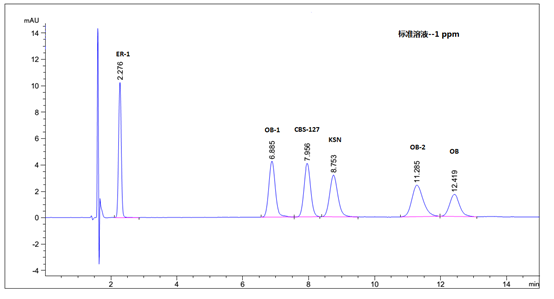 mAU
标准溶液--1 ppm
14
12
10
8
6
4
2
0
-2
-4
ER-1
2.276
OB-1
6.885
CBS-127
7.956
KSN
8.753
OB-2
11.285
OB
12.419
2
4
6
8
10
12
14
min